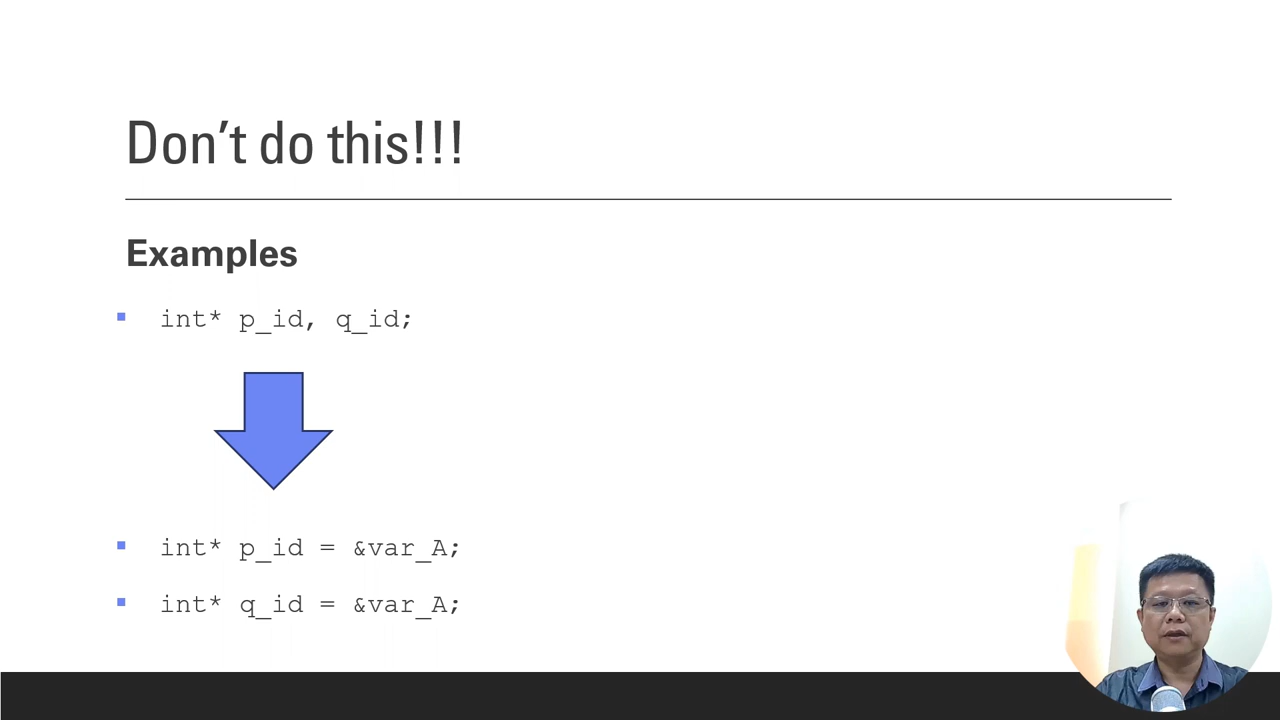 Don’t do this!!!
Examples
int* p_id, q_id;
int* p_id = &var_A;
int* q_id = &var_A;